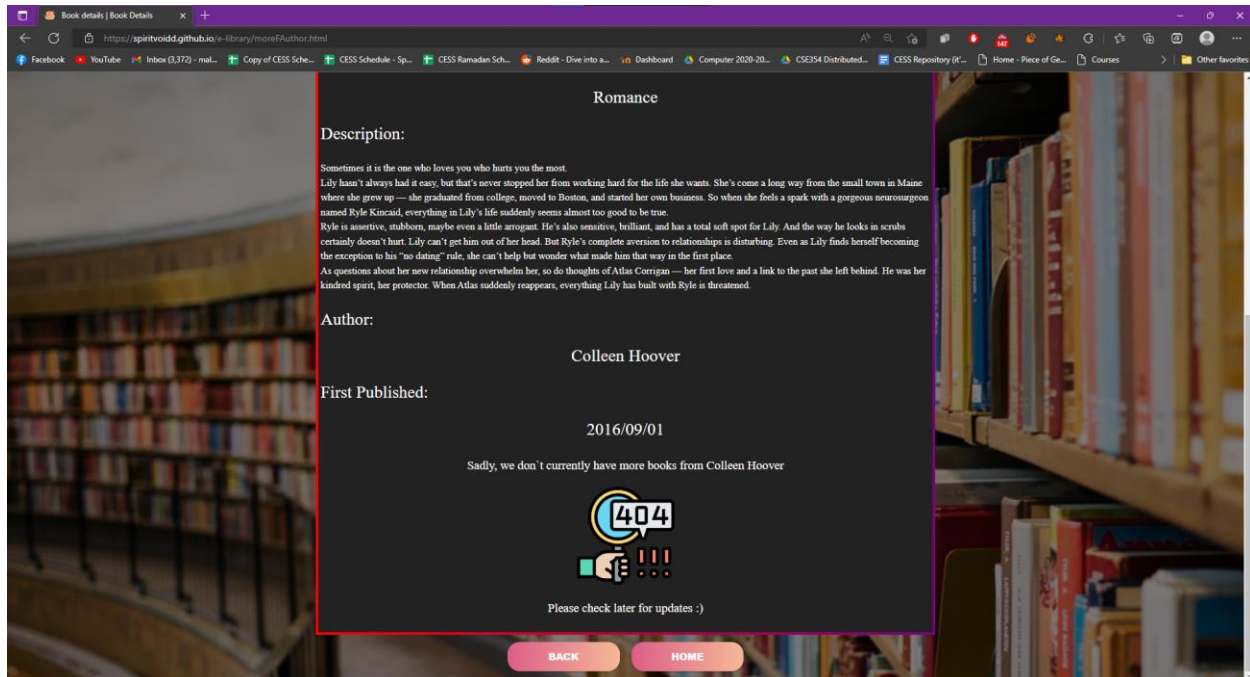 Book details | Book Details
https://spiritvoidd.github.io/e-library/moreFAuthor.html
147
Facebook YouTube Inbox (3,372) - mal... Copy of CESS Sche... CESS Schedule - Sp... CESS Ramadan Sch... Reddit - Dive into a... Dashboard Computer 2020-20... CSE354 Distributed... CESS Repository (it'... Home - Piece of Ge... Courses Other favorites
Romance
Description:
Sometimes it is the one who loves you who hurts you the most.
Lily hasn't always had it easy, but that's never stopped her from working hard for the life she wants. She's come a long way from the small town in Maine
where she grew up — she graduated from college, moved to Boston, and started her own business. So when she feels a spark with a gorgeous neurosurgeon
named Ryle Kincaid, everything in Lily's life suddenly seems almost too good to be true.
Ryle is assertive, stubborn, maybe even a little arrogant. He's also sensitive, brilliant, and has a total soft spot for Lily. And the way he looks in scrubs
certainly doesn't hurt. Lily can't get him out of her head. But Ryle's complete aversion to relationships is disturbing. Even as Lily finds herself becoming
the exception to his "no dating" rule, she can't help but wonder what made him that way in the first place.
As questions about her new relationship overwhelm her, so do thoughts of Atlas Corrigan — her first love and a link to the past she left behind. He was her
kindred spirit, her protector. When Atlas suddenly reappears, everything Lily has built with Ryle is threatened.
Author:
Colleen Hoover
First Published:
2016/09/01
Sadly, we don`t currently have more books from Colleen Hoover
404
!!!
Please check later for updates :)
BACK HOME